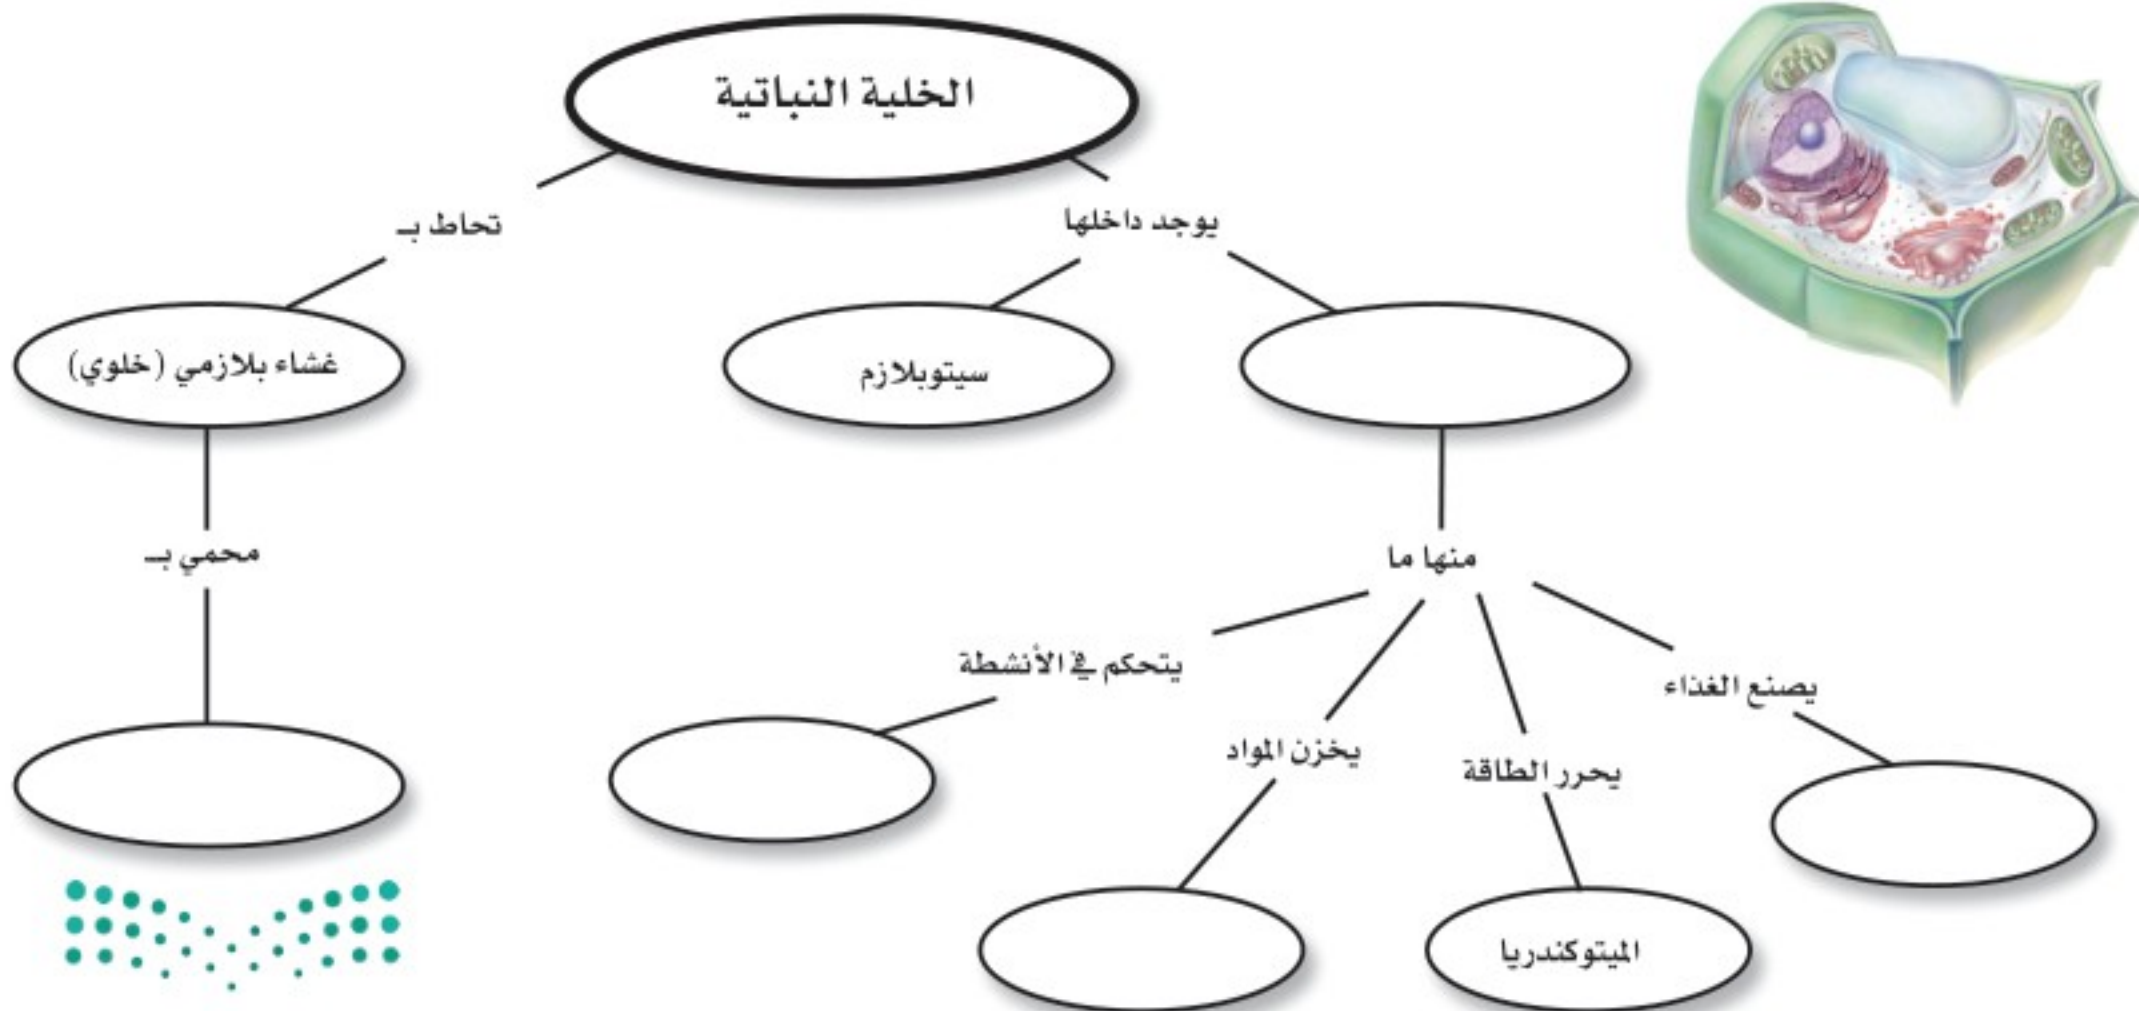 الخلية النباتية
يوجد داخلها
تحاط بـ
سيتوبلازم
غشاء بلازمي (خلوي)
منها ما
محمي بـ
يصنع الغذاء
يحرر الطاقة
يخزن المواد
يتحكم في الأنشطة
الميتوكندريا